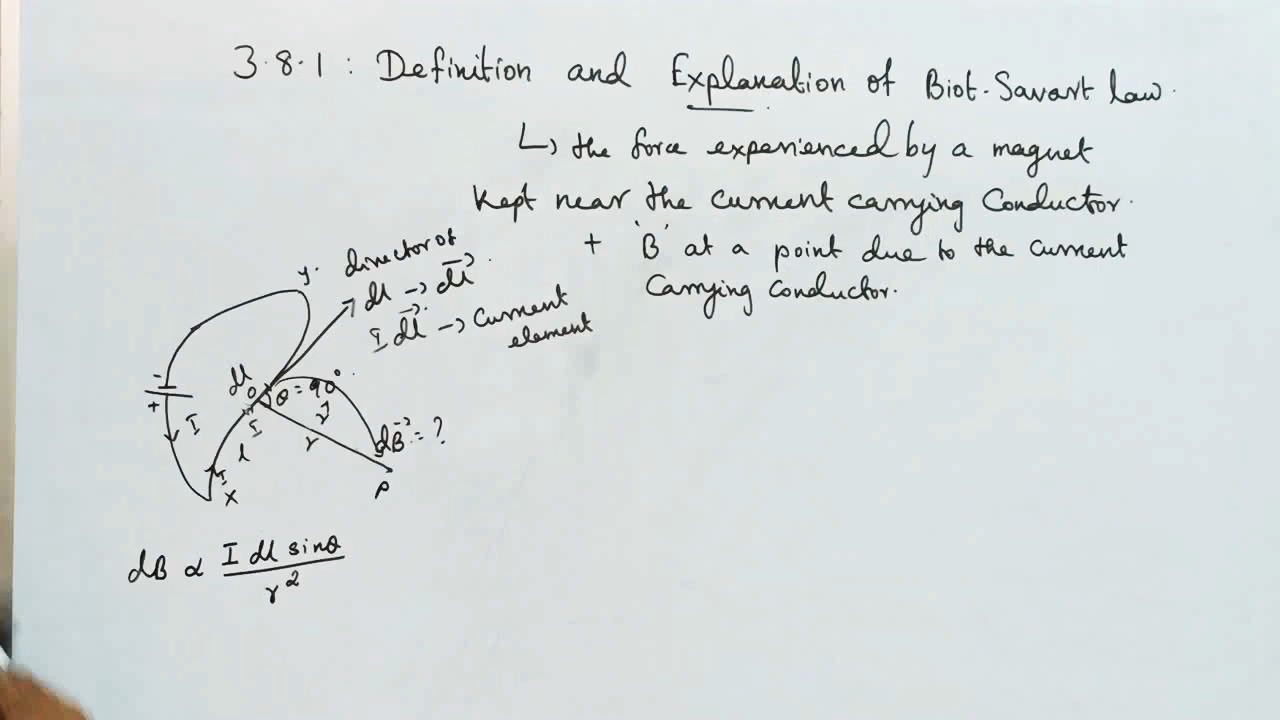 3.8.1 : Definition and Explanation of Biot-Savart law.
↳ the force experienced by a magnet
kept near the current carrying Conductor.
+ 'B' at a point due to the current
Carrying conductor.
y.
director of
dl → dl⃗.
I dl⃗ → Current
element
-
+
I
dl
O
θ = 90°.
I
r⃗
r
l
dB⃗ = ?
I
X
P
dB ∝ I dl sinθ
r²